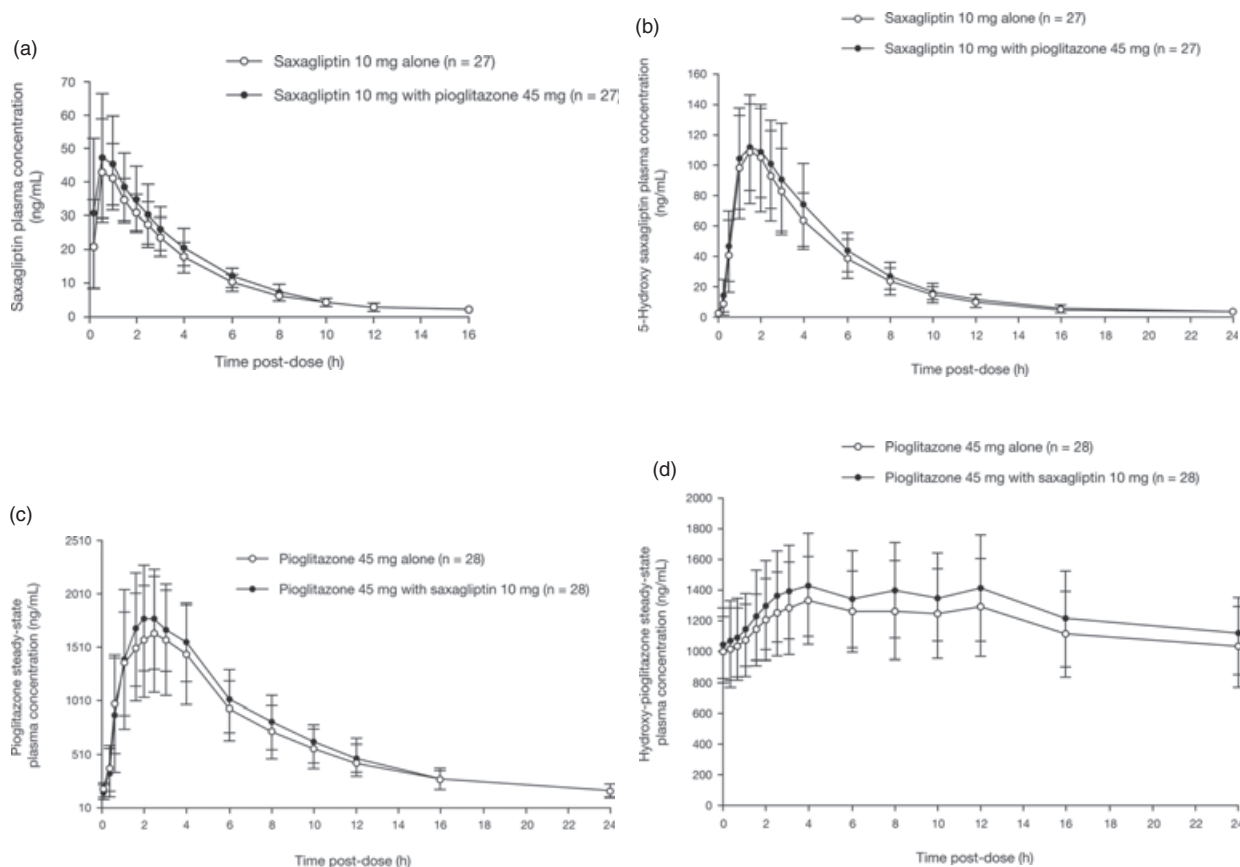 (a)
Saxagliptin 10 mg alone (n = 27)
Saxagliptin 10 mg with pioglitazone 45 mg (n = 27)
Saxagliptin plasma concentration
(ng/mL)
70
60
50
40
30
20
10
0
0 2 4 6 8 10 12 14 16
Time post-dose (h)
(b)
Saxagliptin 10 mg alone (n = 27)
Saxagliptin 10 mg with pioglitazone 45 mg (n = 27)
5-Hydroxy saxagliptin plasma concentration
(ng/mL)
160
140
120
100
80
60
40
20
0
0 2 4 6 8 10 12 14 16 18 20 22 24
Time post-dose (h)
(c)
Pioglitazone 45 mg alone (n = 28)
Pioglitazone 45 mg with saxagliptin 10 mg (n = 28)
Pioglitazone steady-state
plasma concentration (ng/mL)
2510
2010
1510
1010
510
10
0 2 4 6 8 10 12 14 16 18 20 22 24
Time post-dose (h)
(d)
Pioglitazone 45 mg alone (n = 28)
Pioglitazone 45 mg with saxagliptin 10 mg (n = 28)
Hydroxy-pioglitazone steady-state
plasma concentration (ng/mL)
2000
1800
1600
1400
1200
1000
800
600
400
200
0
0 2 4 6 8 10 12 14 16 18 20 22 24
Time post-dose (h)